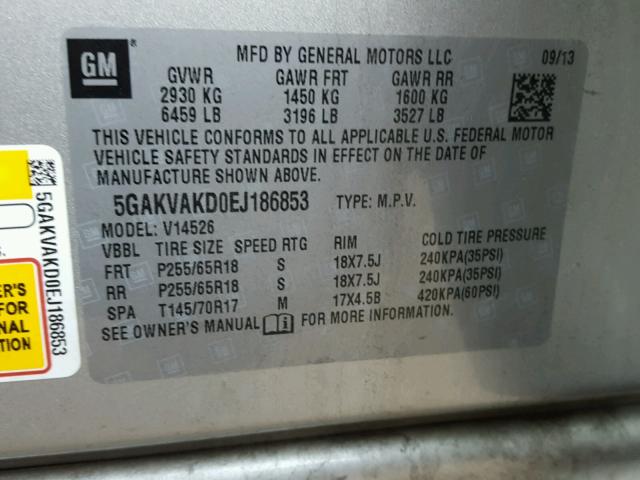 GM
MFD BY GENERAL MOTORS LLC 09/13
GVWR GAWR FRT GAWR RR
2930 KG 1450 KG 1600 KG
6459 LB 3196 LB 3527 LB
THIS VEHICLE CONFORMS TO ALL APPLICABLE U.S. FEDERAL MOTOR
VEHICLE SAFETY STANDARDS IN EFFECT ON THE DATE OF
MANUFACTURE SHOWN ABOVE.
5GAKVAKD0EJ186853 TYPE: M.P.V.
MODEL: V14526
VBBL TIRE SIZE SPEED RTG RIM COLD TIRE PRESSURE
FRT P255/65R18 S 18X7.5J 240KPA(35PSI)
RR P255/65R18 S 18X7.5J 240KPA(35PSI)
SPA T145/70R17 M 17X4.5B 420KPA(60PSI)
SEE OWNER'S MANUAL FOR MORE INFORMATION.
5GAKVAKD0EJ186853
ER'S
FOR
NAL
TION